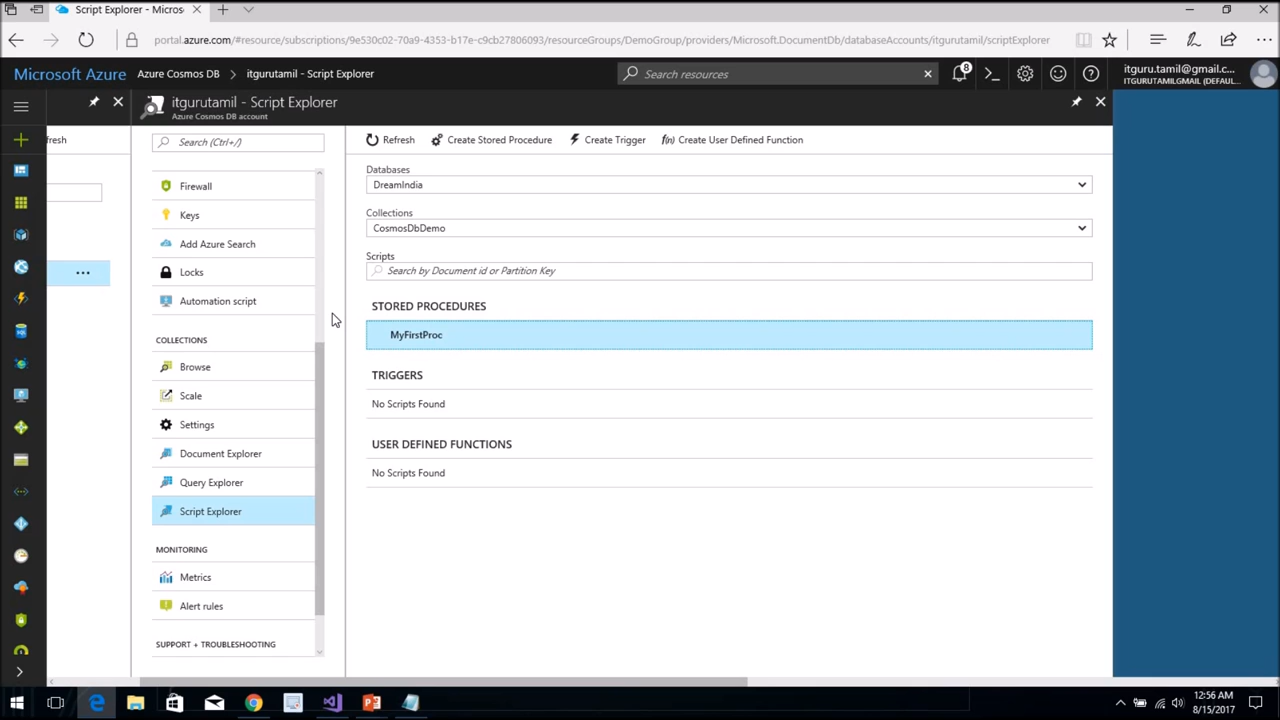 Script Explorer - Micros
portal.azure.com/#resource/subscriptions/9e530c02-70a9-4353-b17e-c9cb27806093/resourceGroups/DemoGroup/providers/Microsoft.DocumentDb/databaseAccounts/itgurutamil/scriptExplorer
Microsoft Azure Azure Cosmos DB > itgurutamil - Script Explorer
Search resources
8
itguru.tamil@gmail.c...
ITGURUTAMILGMAIL (DEFAUL...
itgurutamil - Script Explorer
Azure Cosmos DB account
fresh
Search (Ctrl+/)
Firewall
Keys
Add Azure Search
Locks
Automation script
COLLECTIONS
Browse
Scale
Settings
Document Explorer
Query Explorer
Script Explorer
MONITORING
Metrics
Alert rules
SUPPORT + TROUBLESHOOTING
Refresh Create Stored Procedure Create Trigger f(n) Create User Defined Function
Databases
DreamIndia
Collections
CosmosDbDemo
Scripts
Search by Document id or Partition Key
STORED PROCEDURES
MyFirstProc
TRIGGERS
No Scripts Found
USER DEFINED FUNCTIONS
No Scripts Found
12:56 AM
8/15/2017